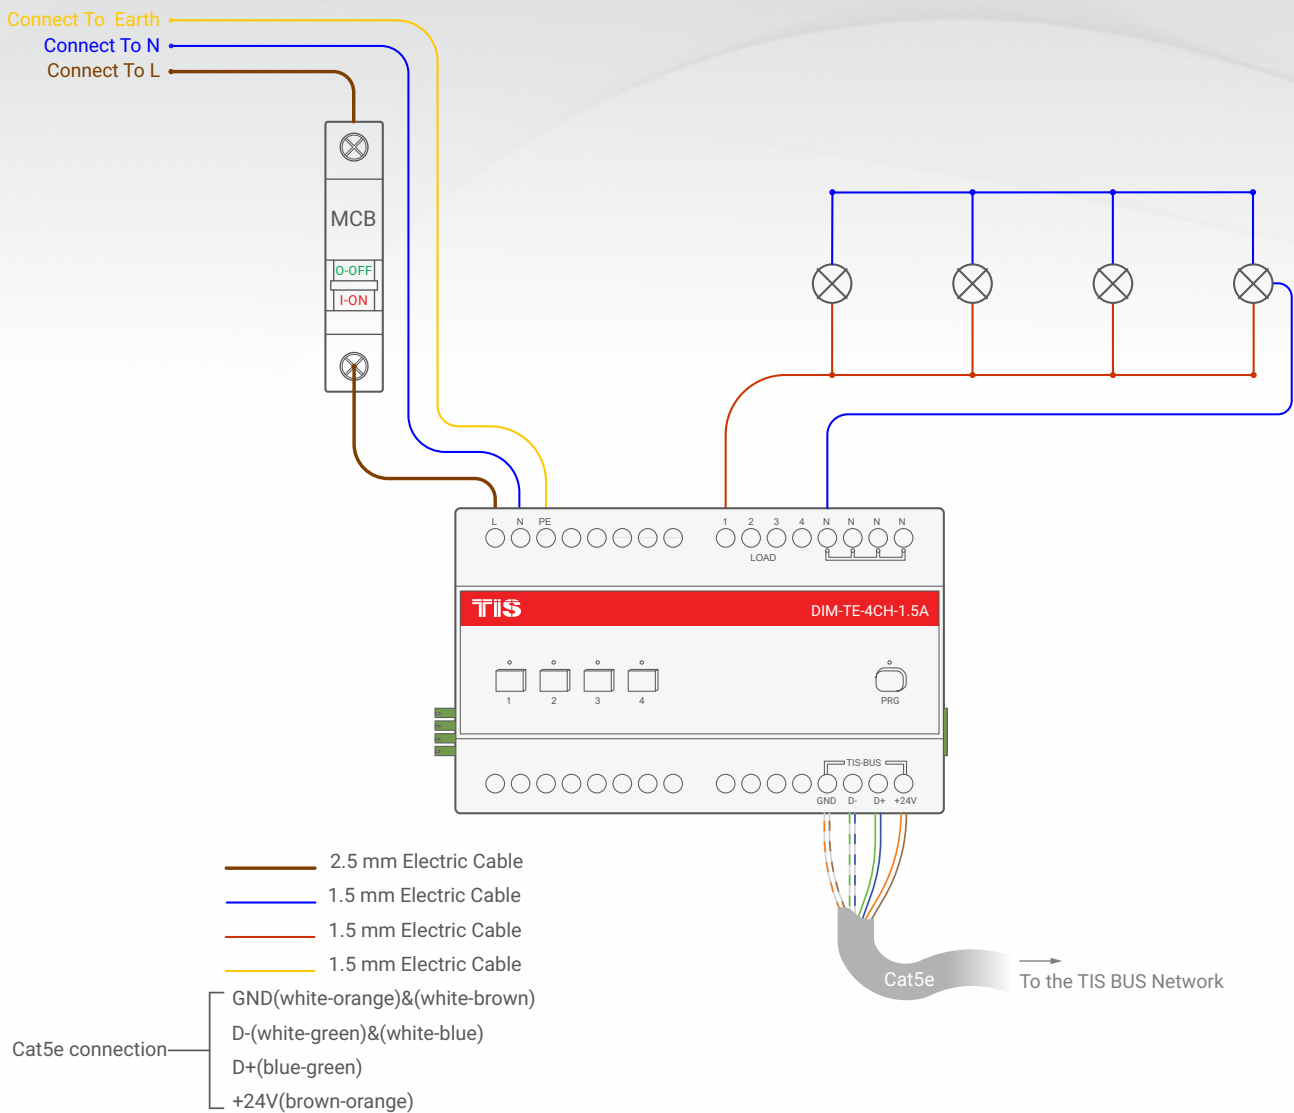 Connect To Earth
Connect To N
Connect To L
MCB
O-OFF
I-ON
L N PE 1 2 3 4 N N N N
LOAD
TIS DIM-TE-4CH-1.5A
1 2 3 4 PRG
TIS-BUS
GND D- D+ +24V
2.5 mm Electric Cable
1.5 mm Electric Cable
1.5 mm Electric Cable
1.5 mm Electric Cable
Cat5e
To the TIS BUS Network
Cat5e connection
GND(white-orange)&(white-brown)
D-(white-green)&(white-blue)
D+(blue-green)
+24V(brown-orange)